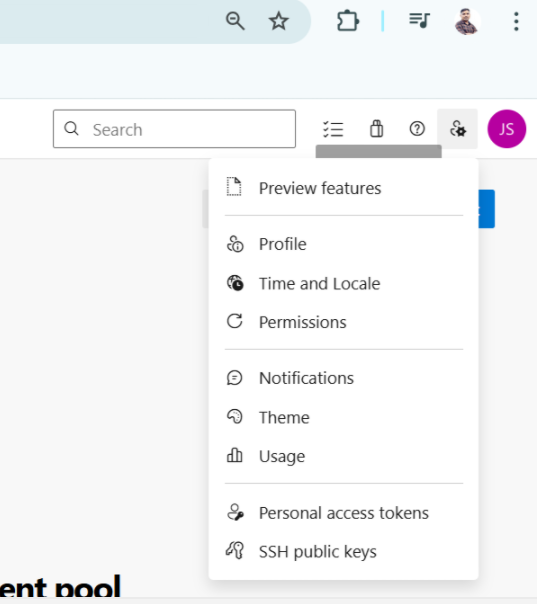 Search
JS
Preview features
Profile
Time and Locale
Permissions
Notifications
Theme
Usage
Personal access tokens
SSH public keys
ent pool